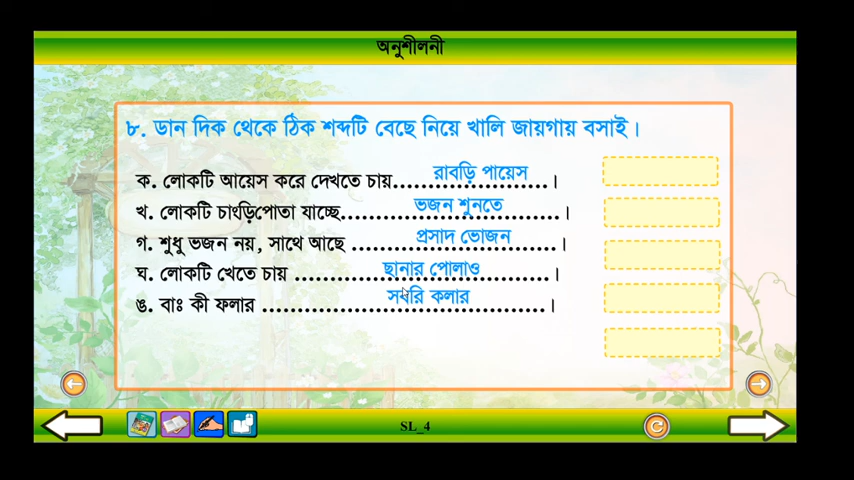 অনুশীলনী
৮. ডান দিক থেকে ঠিক শব্দটি বেছে নিয়ে খালি জায়গায় বসাই।
ক. লোকটি আয়েস করে দেখতে চায়......রাবড়ি পায়েস......।
খ. লোকটি চাংড়িপোতা যাচ্ছে......ভজন শুনতে......।
গ. শুধু ভজন নয়, সাথে আছে ......প্রসাদ ভোজন......।
ঘ. লোকটি খেতে চায় ......ছানার পোলাও......।
ঙ. বাঃ কী ফলার ......সবরি কলার......।
SL_4